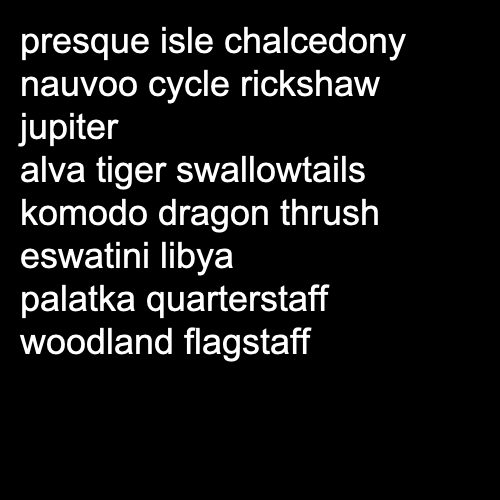 presque isle chalcedony
nauvoo cycle rickshaw
jupiter
alva tiger swallowtails
komodo dragon thrush
eswatini libya
palatka quarterstaff
woodland flagstaff